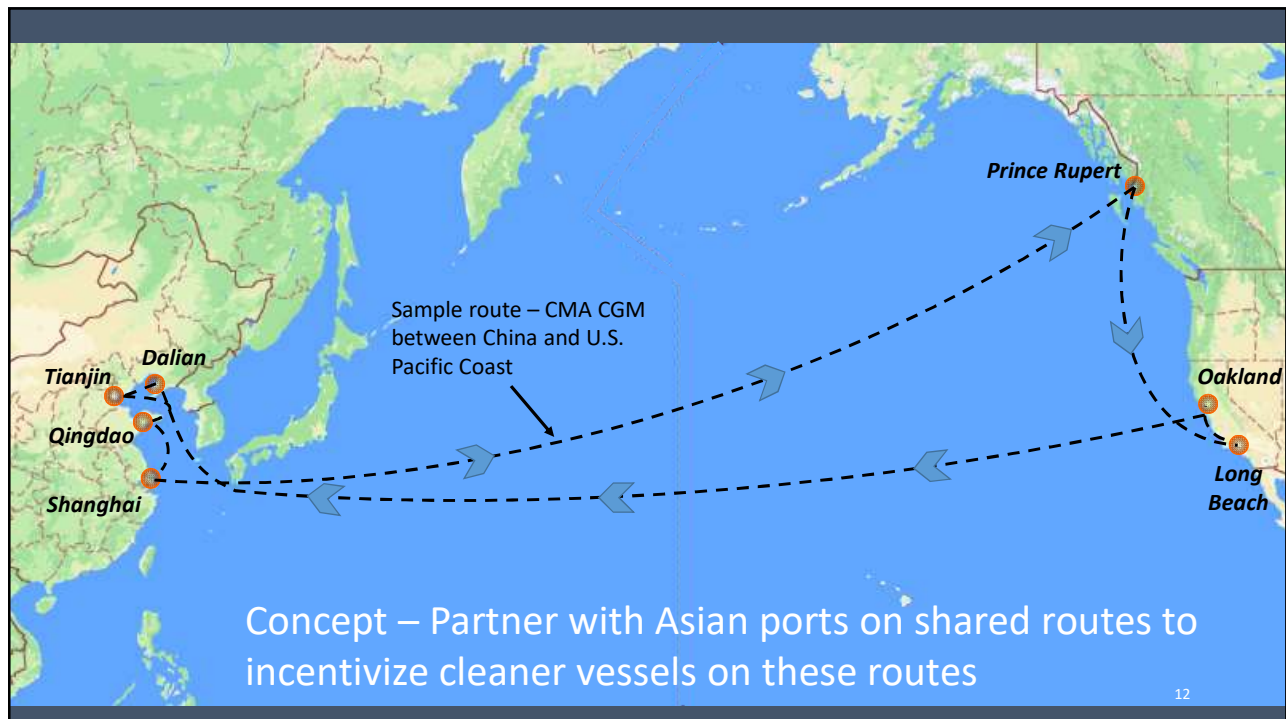 Prince Rupert
Sample route – CMA CGM
between China and U.S.
Pacific Coast
Dalian
Tianjin
Oakland
Qingdao
Long
Beach
Shanghai
Concept – Partner with Asian ports on shared routes to
incentivize cleaner vessels on these routes
12